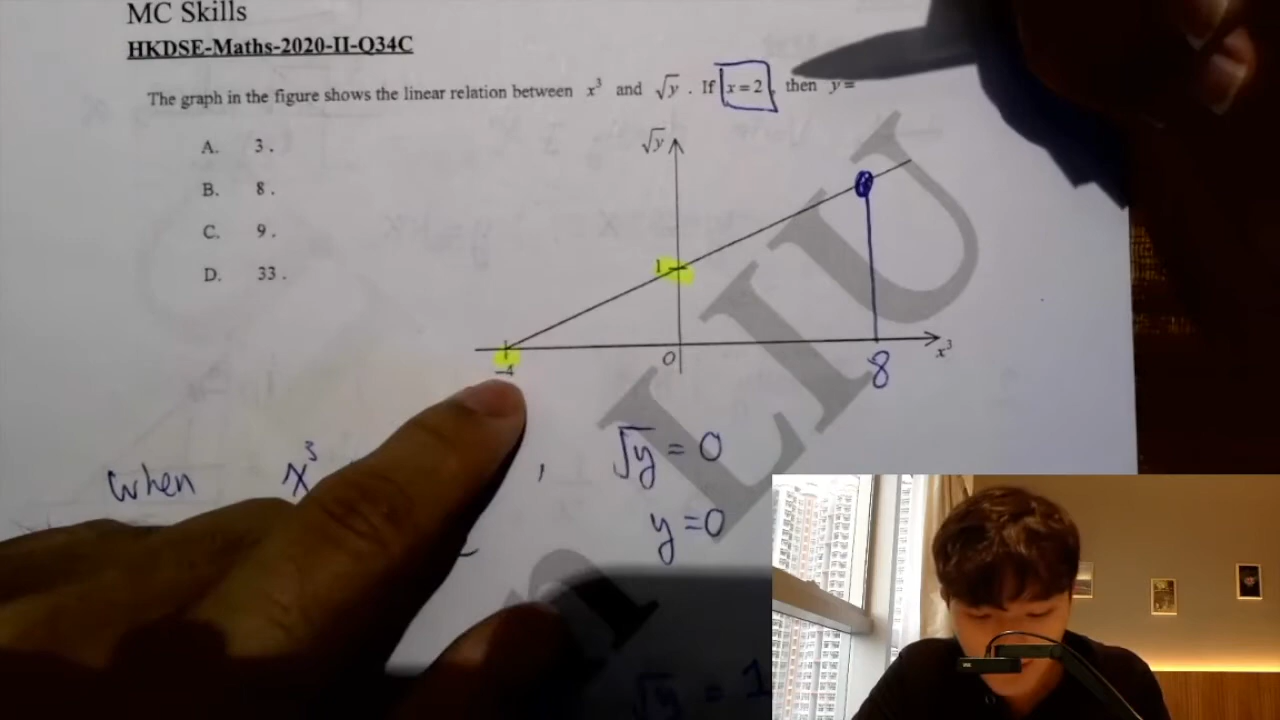 MC Skills
HKDSE-Maths-2020-II-Q34C
The graph in the figure shows the linear relation between x³ and √y . If x = 2 , then y =
A. 3 .
B. 8 .
C. 9 .
D. 33 .
√y
1
-4
O
8
x³
when x³ , √y = 0
y = 0
√y = 1
LIU